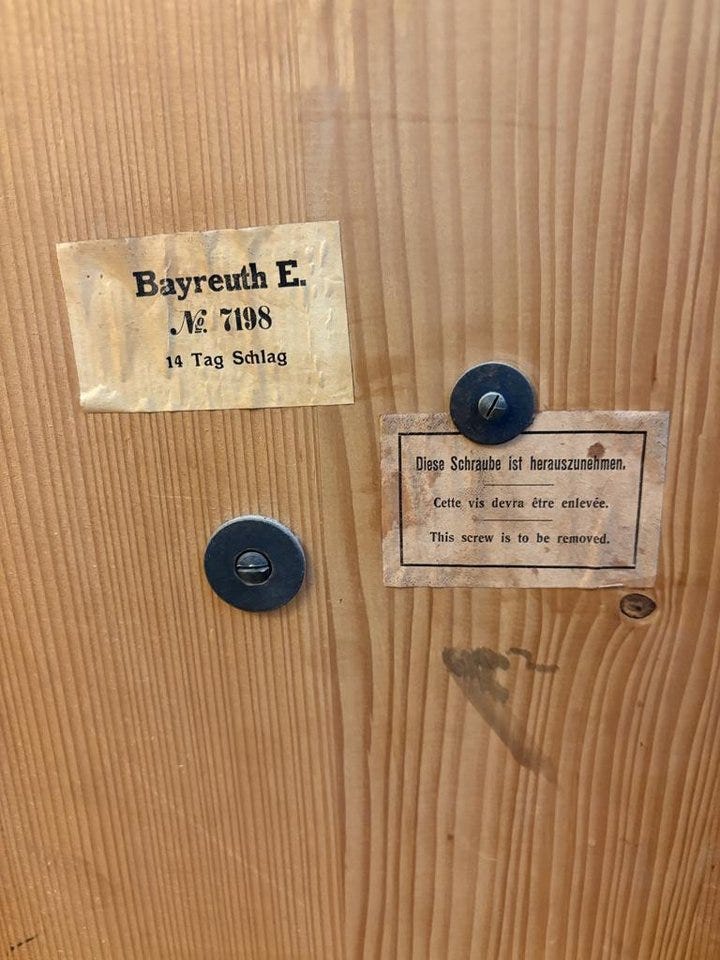 Bayreuth E.
№ 7198
14 Tag Schlag
Diese Schraube ist herauszunehmen.
Cette vis devra être enlevée.
This screw is to be removed.